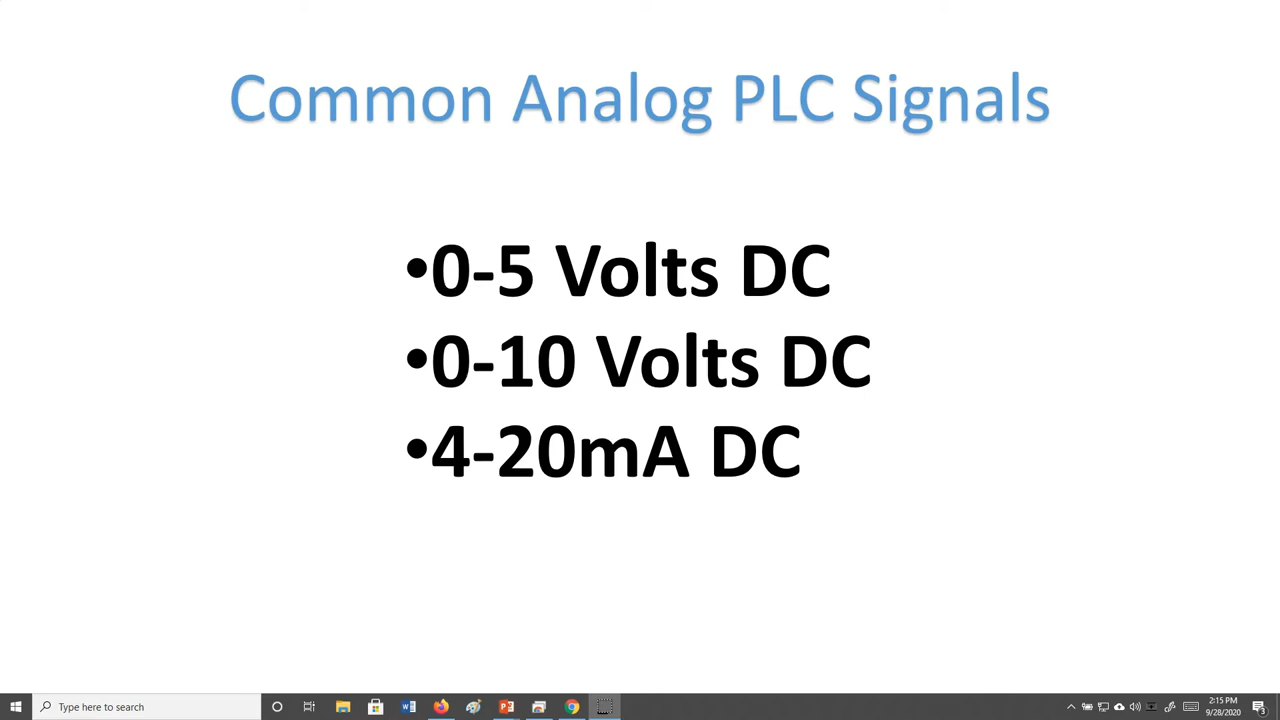 Common Analog PLC Signals
•0-5 Volts DC
•0-10 Volts DC
•4-20mA DC
Type here to search
2:15 PM
9/28/2020
3